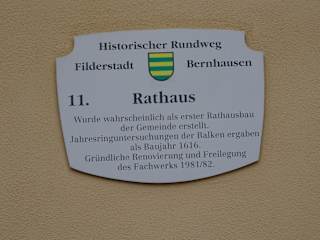 Historischer Rundweg
Filderstadt Bernhausen
11. Rathaus
Wurde wahrscheinlich als erster Rathausbau
der Gemeinde erstellt.
Jahresringuntersuchungen der Balken ergaben
als Baujahr 1616.
Gründliche Renovierung und Freilegung
des Fachwerks 1981/82.